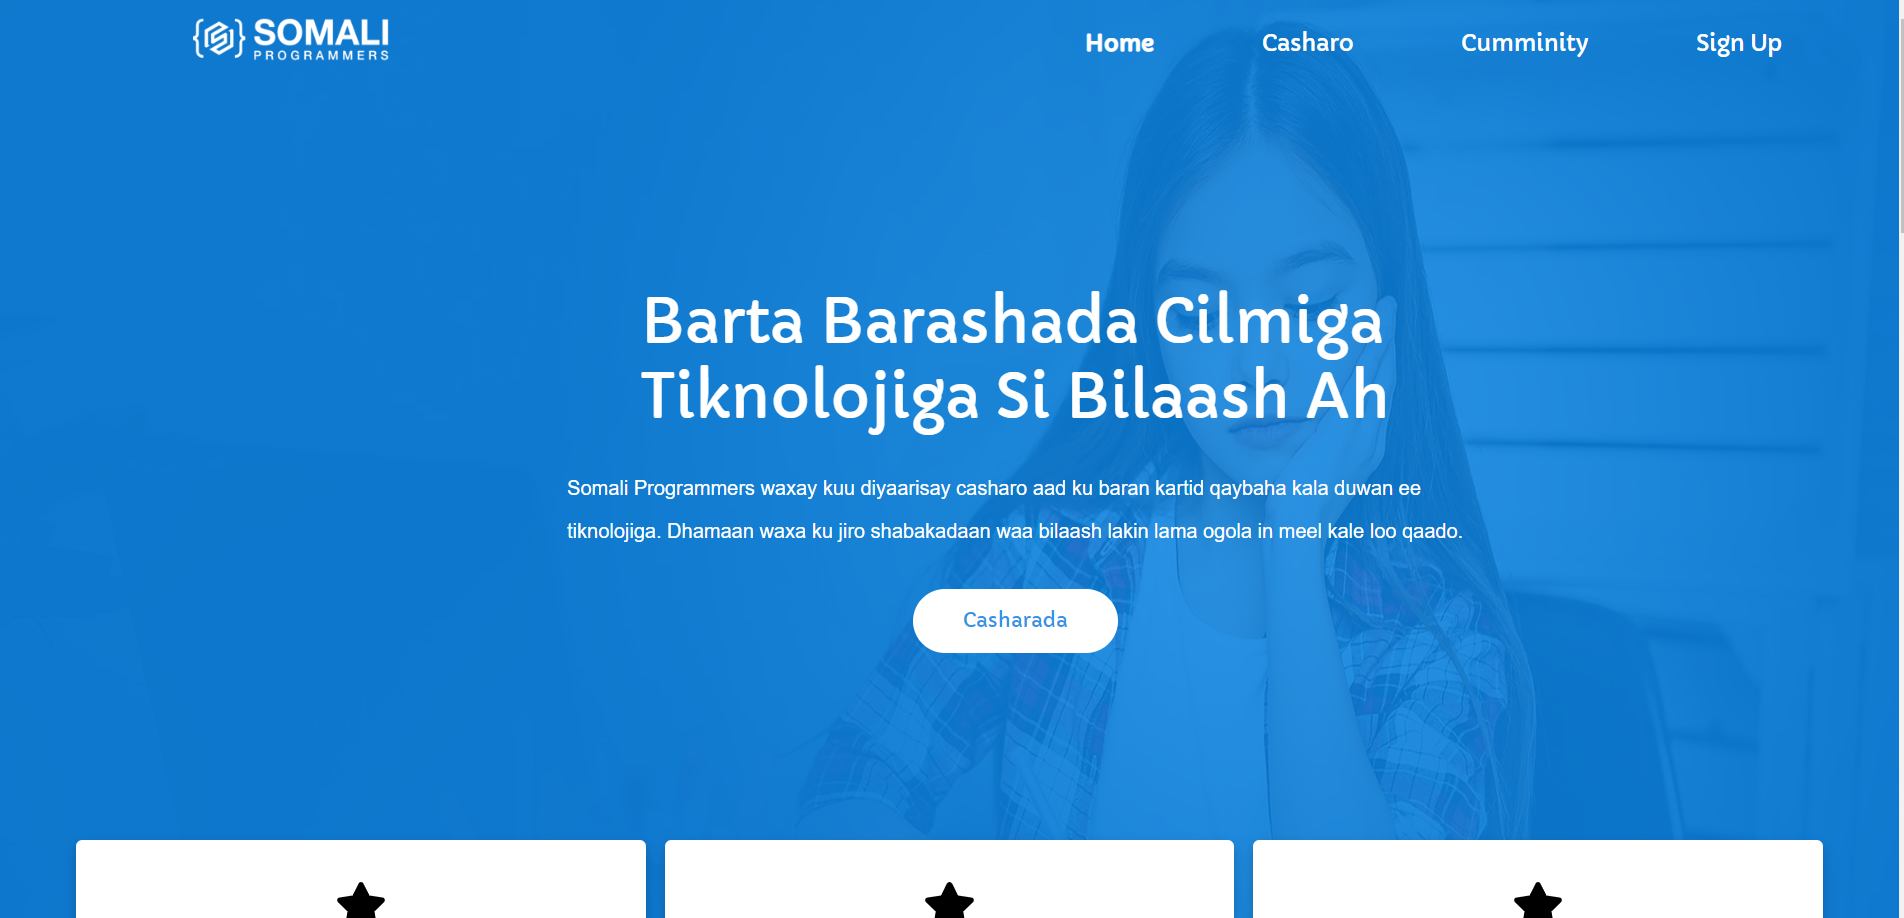 SOMALI
PROGRAMMERS
Home
Casharo
Cumminity
Sign Up
Barta Barashada Cilmiga
Tiknolojiga Si Bilaash Ah
Somali Programmers waxay kuu diyaarisay casharo aad ku baran kartid qaybaha kala duwan ee
tiknolojiga. Dhamaan waxa ku jiro shabakadaan waa bilaash lakin lama ogola in meel kale loo qaado.
Casharada